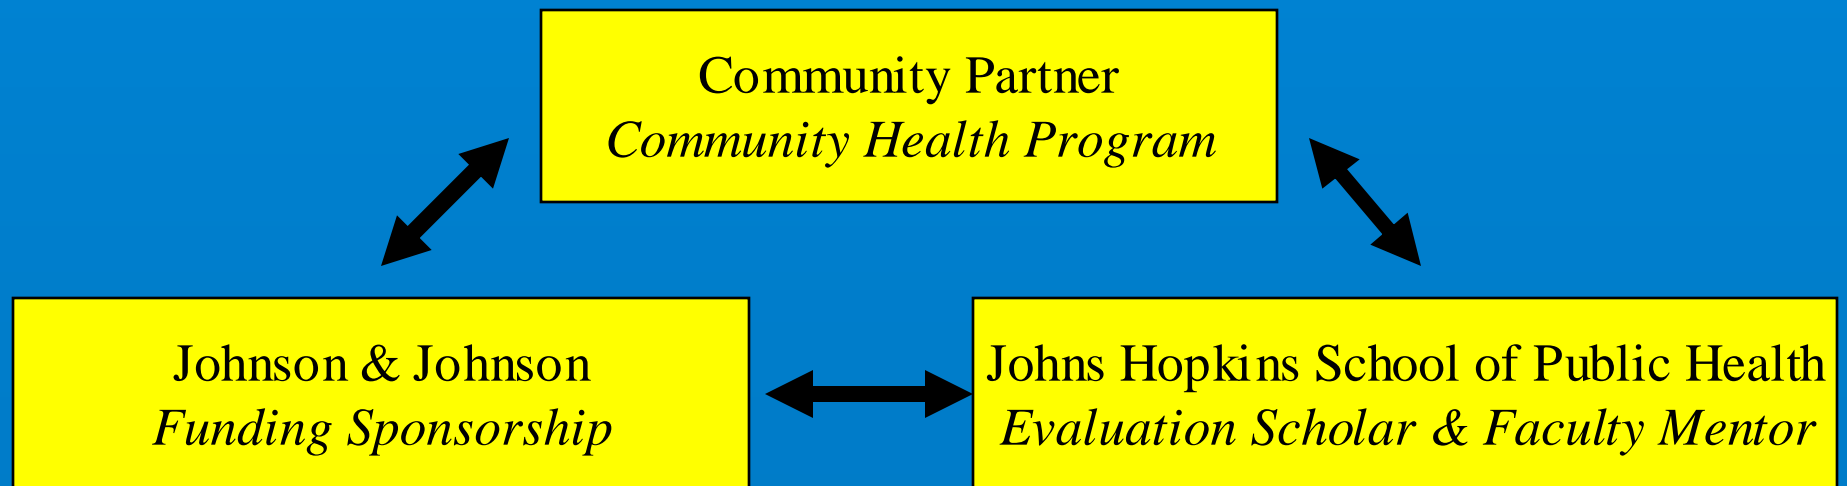 Community Partner
Community Health Program
Johnson & Johnson
Funding Sponsorship
Johns Hopkins School of Public Health
Evaluation Scholar & Faculty Mentor